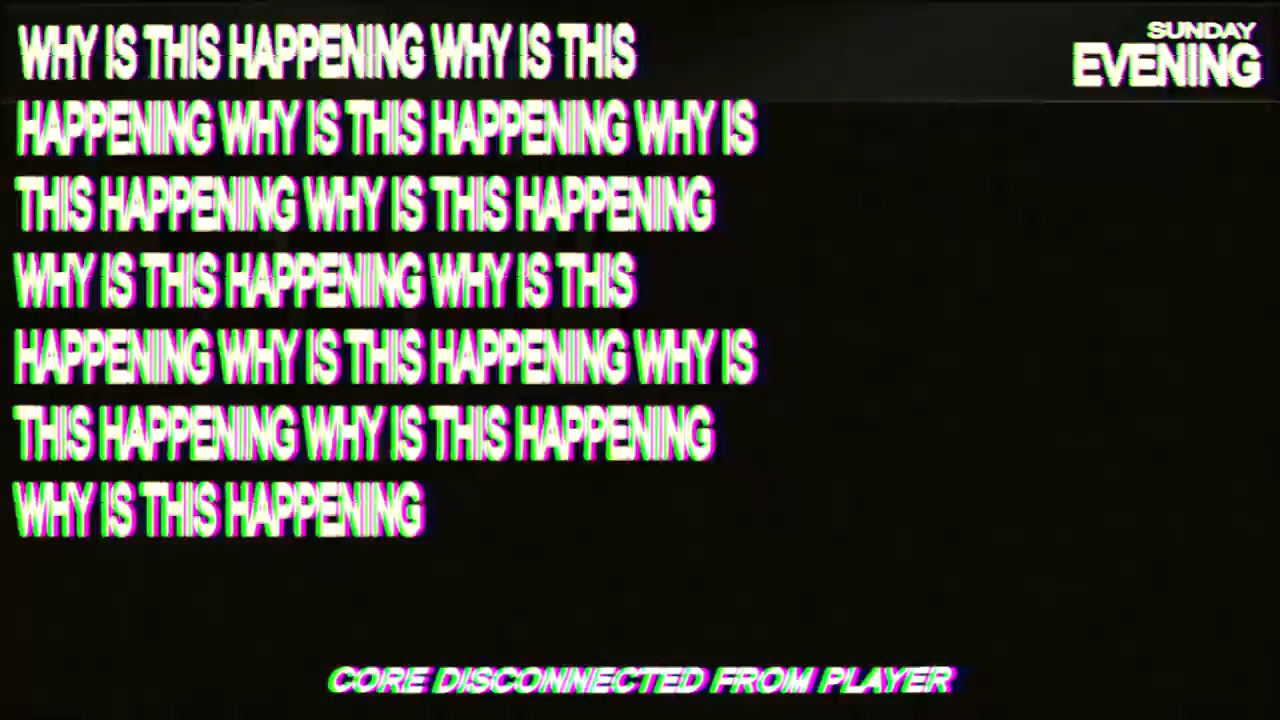 WHY IS THIS HAPPENING WHY IS THIS
HAPPENING WHY IS THIS HAPPENING WHY IS
THIS HAPPENING WHY IS THIS HAPPENING
WHY IS THIS HAPPENING WHY IS THIS
HAPPENING WHY IS THIS HAPPENING WHY IS
THIS HAPPENING WHY IS THIS HAPPENING
WHY IS THIS HAPPENING
SUNDAY
EVENING
CORE DISCONNECTED FROM PLAYER